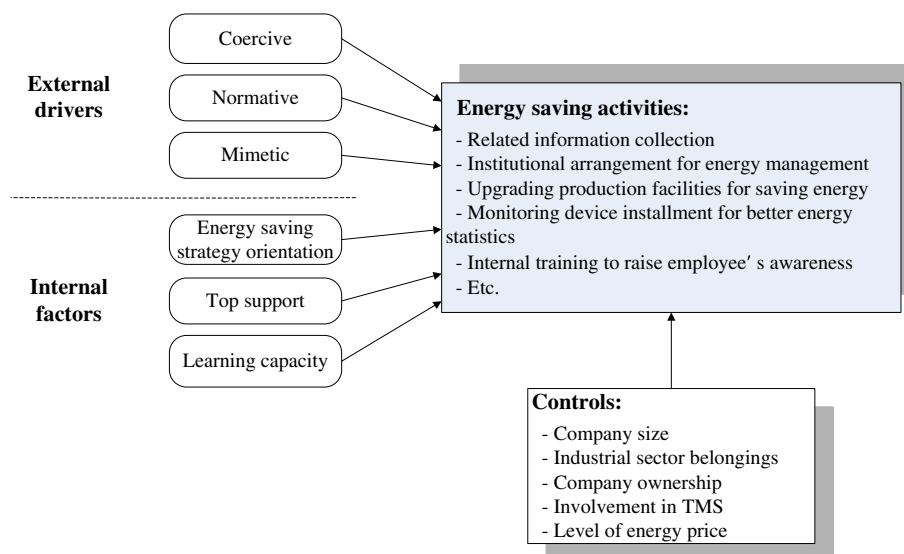 External
drivers
Coercive
Normative
Mimetic
Internal
factors
Energy saving
strategy orientation
Top support
Learning capacity
Energy saving activities:
- Related information collection
- Institutional arrangement for energy management
- Upgrading production facilities for saving energy
- Monitoring device installment for better energy
statistics
- Internal training to raise employee’ s awareness
- Etc.
Controls:
- Company size
- Industrial sector belongings
- Company ownership
- Involvement in TMS
- Level of energy price